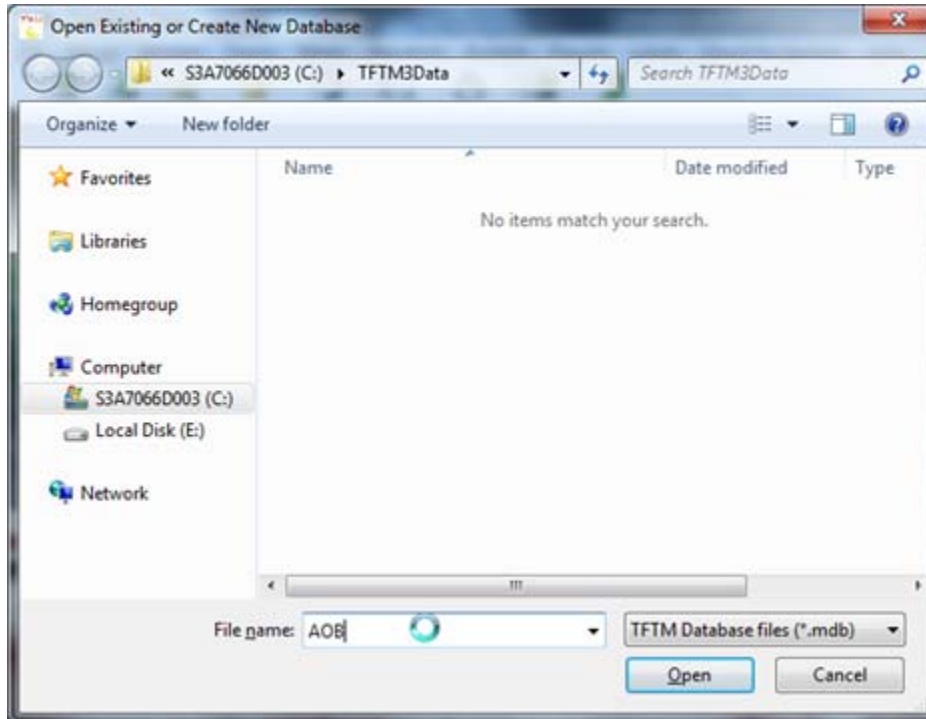 Open Existing or Create New Database
« S3A7066D003 (C:) ▸ TFTM3Data
Search TFTM3Data
Organize New folder
Name Date modified Type
No items match your search.
Favorites
Libraries
Homegroup
Computer
S3A7066D003 (C:)
Local Disk (E:)
Network
File name: AOB TFTM Database files (*.mdb)
Open Cancel